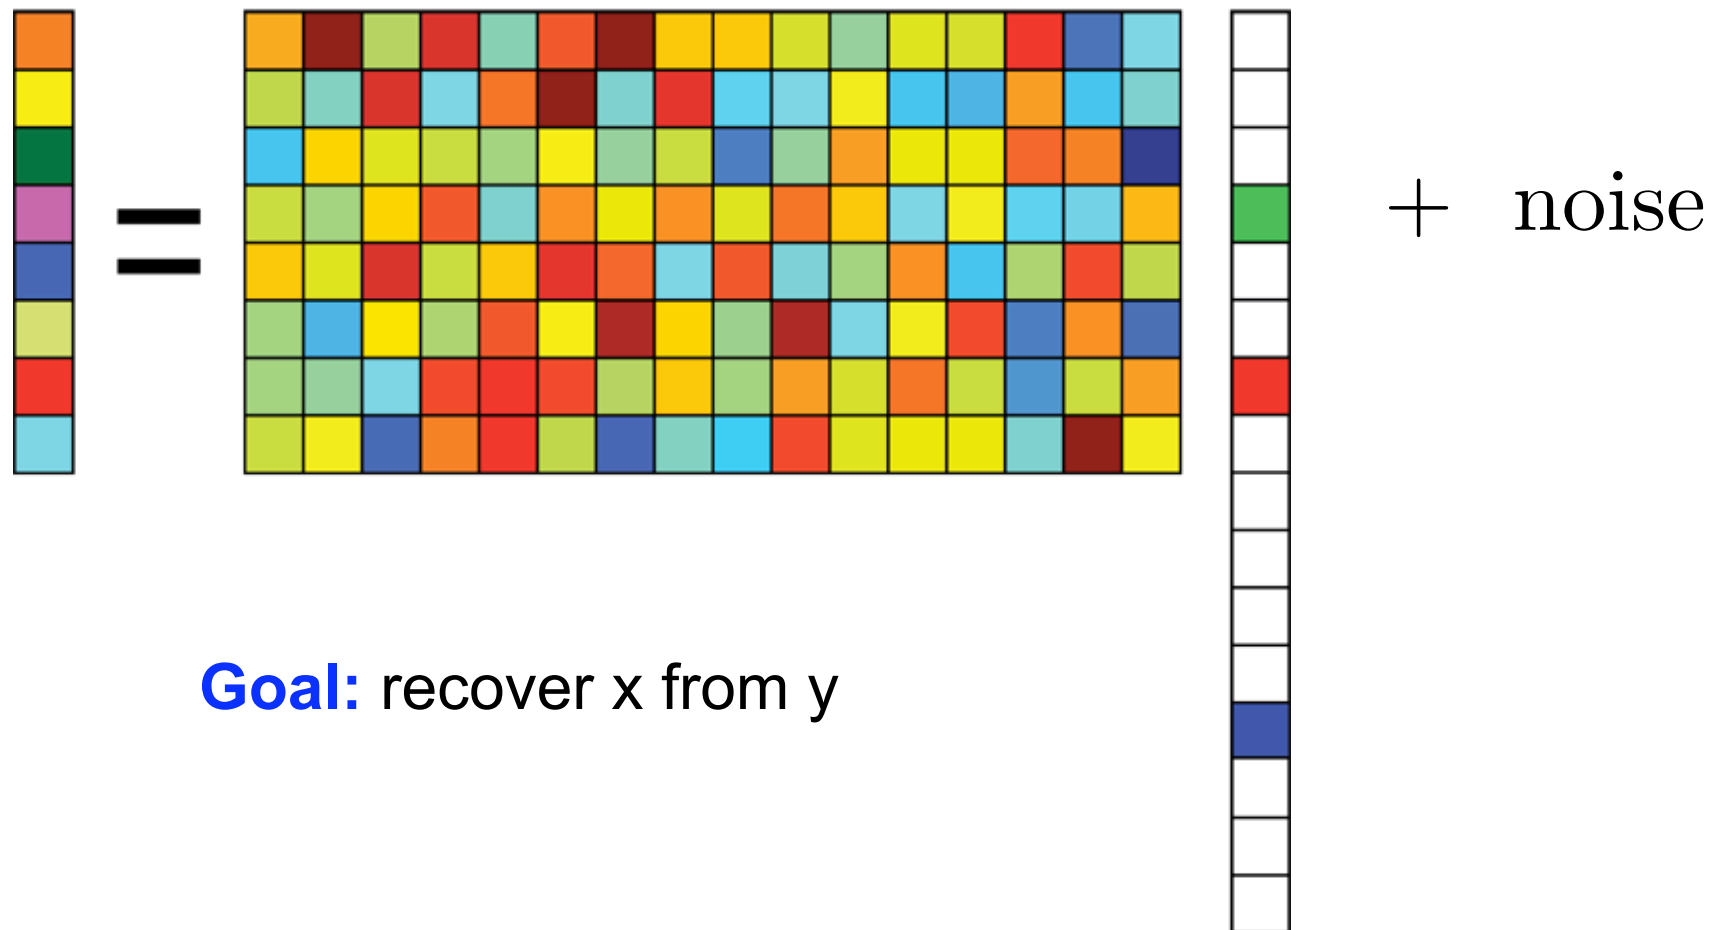 = + noise
Goal: recover x from y